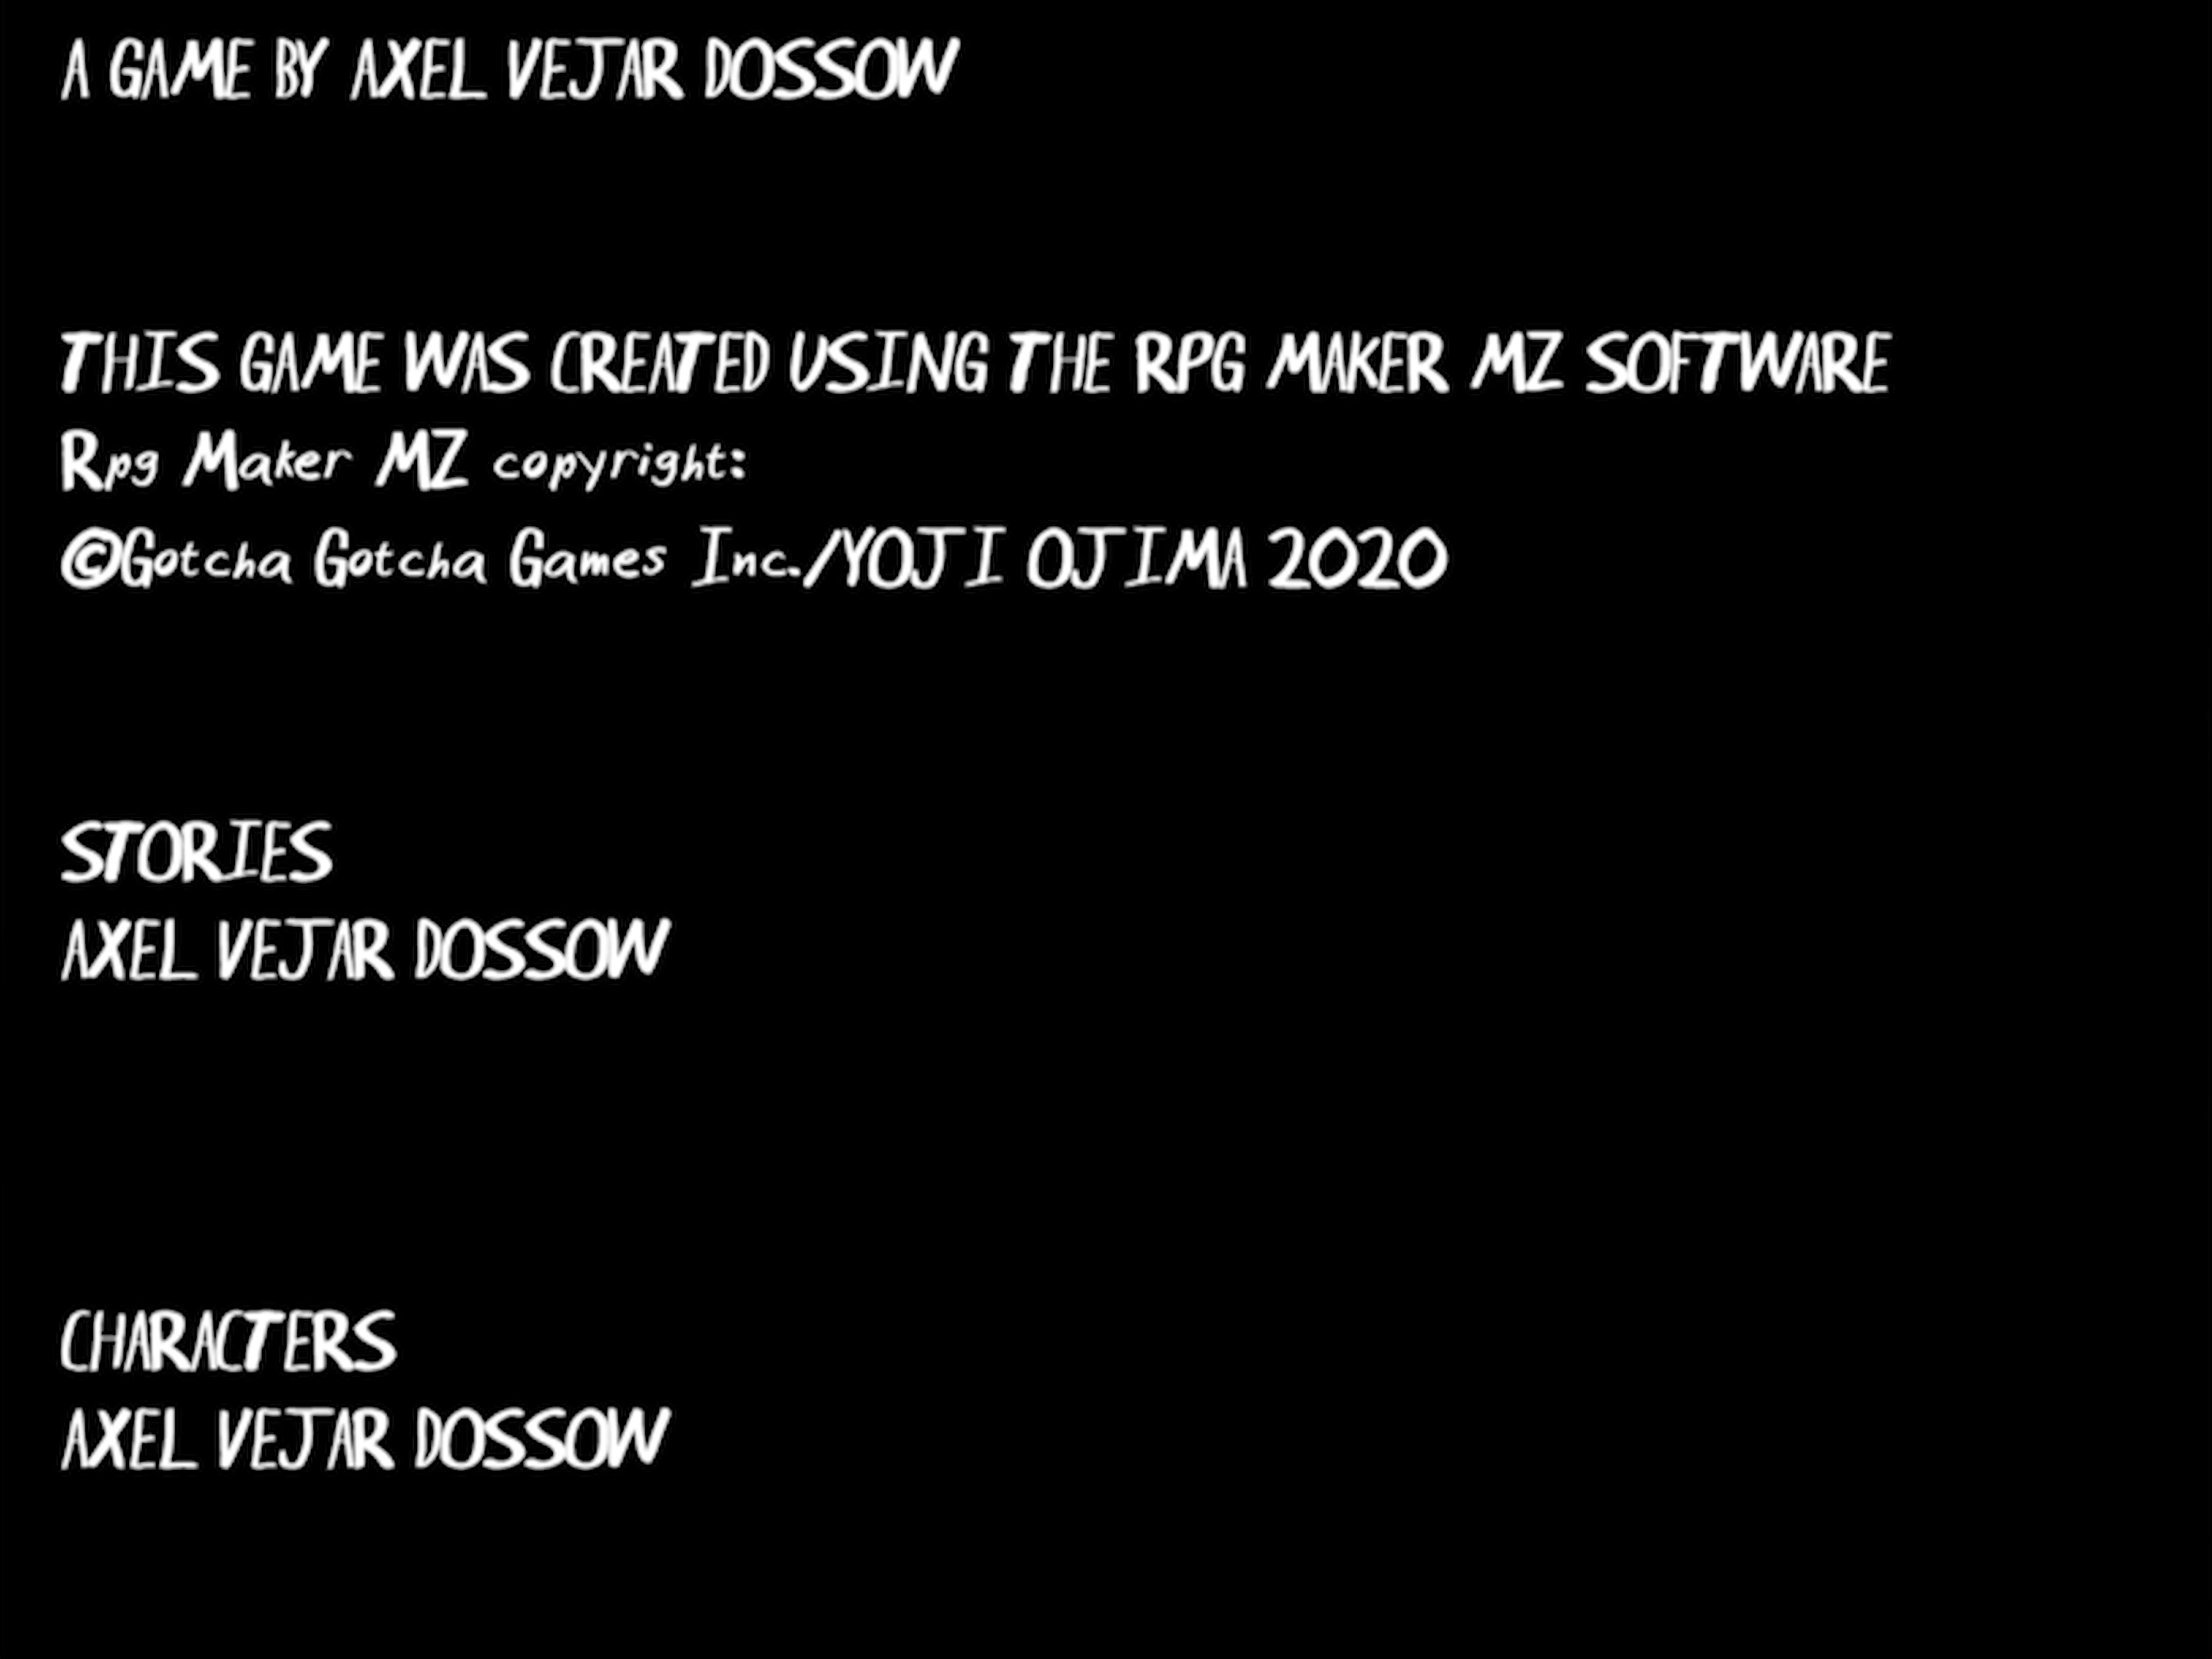 A GAME BY AXEL VEJAR DOSSOW
THIS GAME WAS CREATED USING THE RPG MAKER MZ SOFTWARE
Rpg Maker MZ copyright:
©Gotcha Gotcha Games Inc./YOJI OJIMA 2020
STORIES
AXEL VEJAR DOSSOW
CHARACTERS
AXEL VEJAR DOSSOW